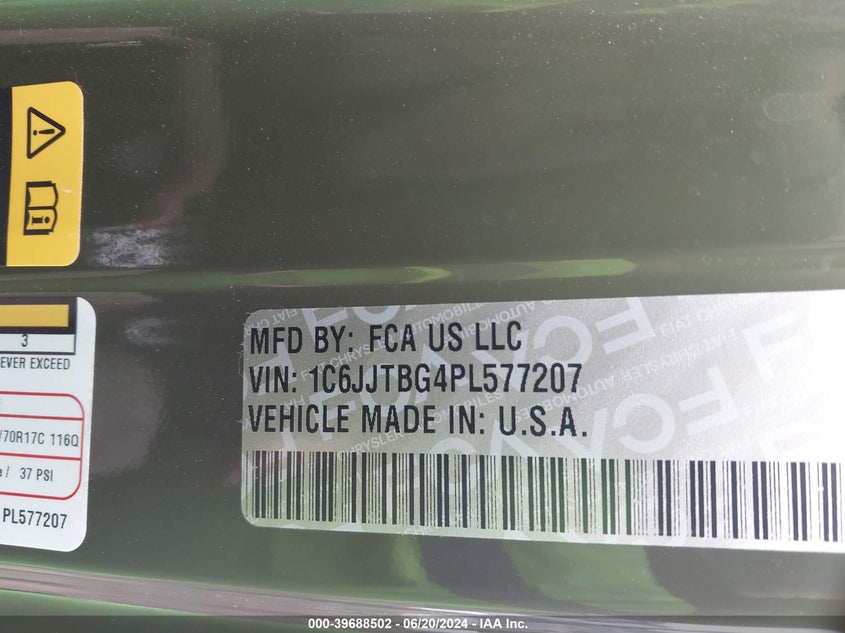 3
EVER EXCEED
/70R17C 116Q
a / 37 PSI
PL577207
MFD BY: FCA US LLC
VIN: 1C6JJTBG4PL577207
VEHICLE MADE IN: U.S.A.
000-39688502 - 06/20/2024 - IAA Inc.